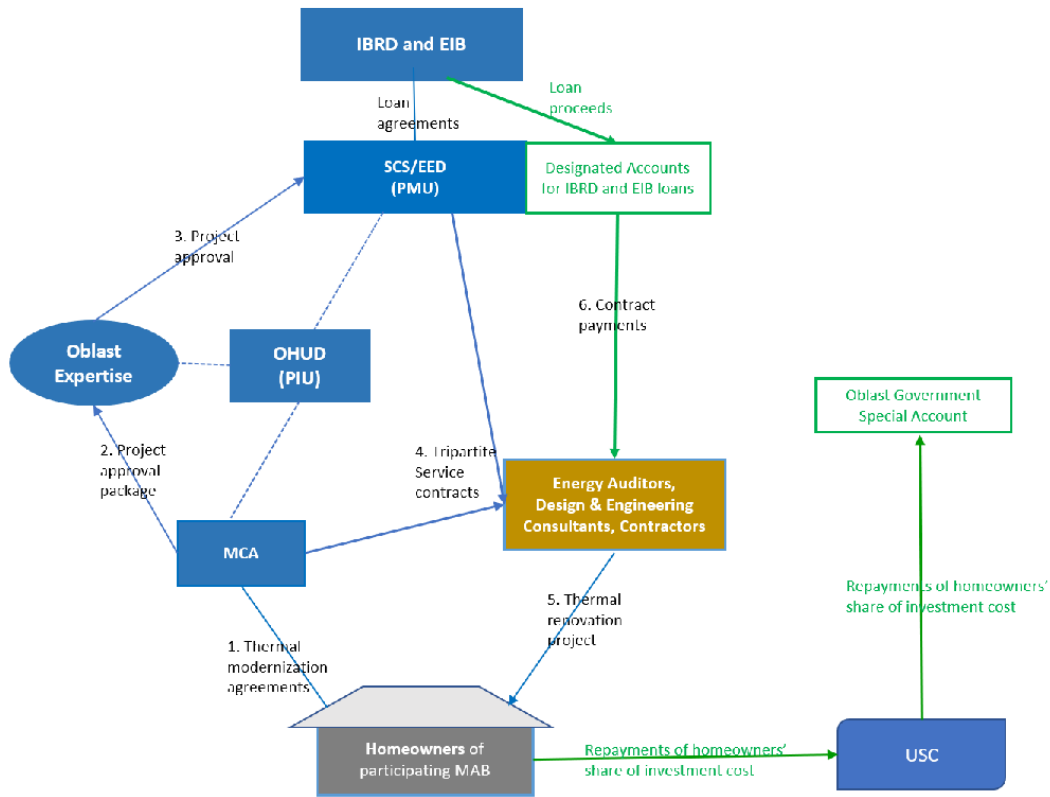 IBRD and EIB
Loan
agreements
Loan
proceeds
SCS/EED
(PMU)
Designated Accounts
for IBRD and EIB loans
3. Project
approval
6. Contract
payments
Oblast
Expertise
OHUD
(PIU)
Oblast Government
Special Account
2. Project
approval
package
4. Tripartite
Service
contracts
Energy Auditors,
Design & Engineering
Consultants, Contractors
MCA
Repayments of homeowners'
share of investment cost
5. Thermal
renovation
project
1. Thermal
modernization
agreements
Homeowners of
participating MAB
Repayments of homeowners'
share of investment cost
USC